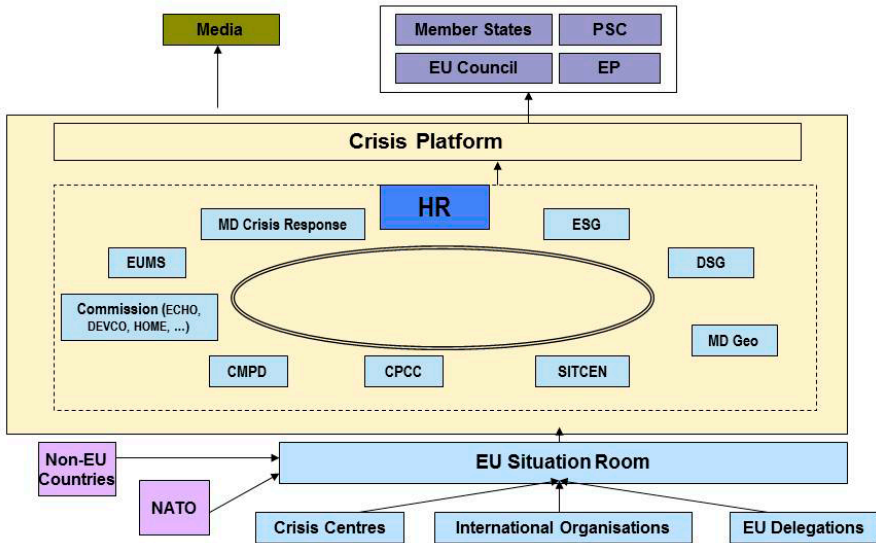 Media
Member States
PSC
EU Council
EP
Crisis Platform
HR
MD Crisis Response
ESG
EUMS
DSG
Commission (ECHO,
DEVCO, HOME, ...)
MD Geo
CMPD
CPCC
SITCEN
Non-EU
Countries
EU Situation Room
NATO
Crisis Centres
International Organisations
EU Delegations